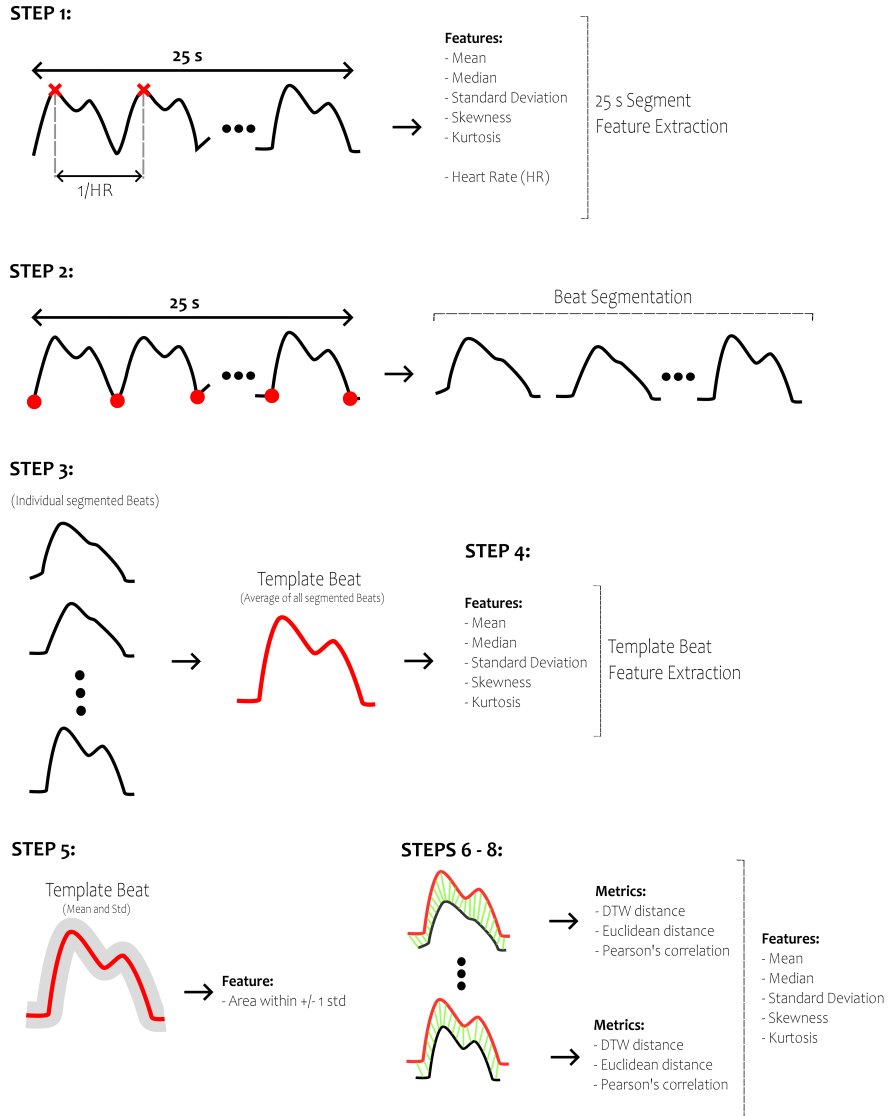 STEP 1:
25 s
1/HR
Features:
- Mean
- Median
- Standard Deviation
- Skewness
- Kurtosis
- Heart Rate (HR)
25 s Segment
Feature Extraction
STEP 2:
25 s
Beat Segmentation
STEP 3:
(Individual segmented Beats)
Template Beat
(Average of all segmented Beats)
STEP 4:
Features:
- Mean
- Median
- Standard Deviation
- Skewness
- Kurtosis
Template Beat
Feature Extraction
STEP 5:
Template Beat
(Mean and Std)
Feature:
- Area within +/- 1 std
STEPS 6 - 8:
Metrics:
- DTW distance
- Euclidean distance
- Pearson's correlation
Metrics:
- DTW distance
- Euclidean distance
- Pearson's correlation
Features:
- Mean
- Median
- Standard Deviation
- Skewness
- Kurtosis